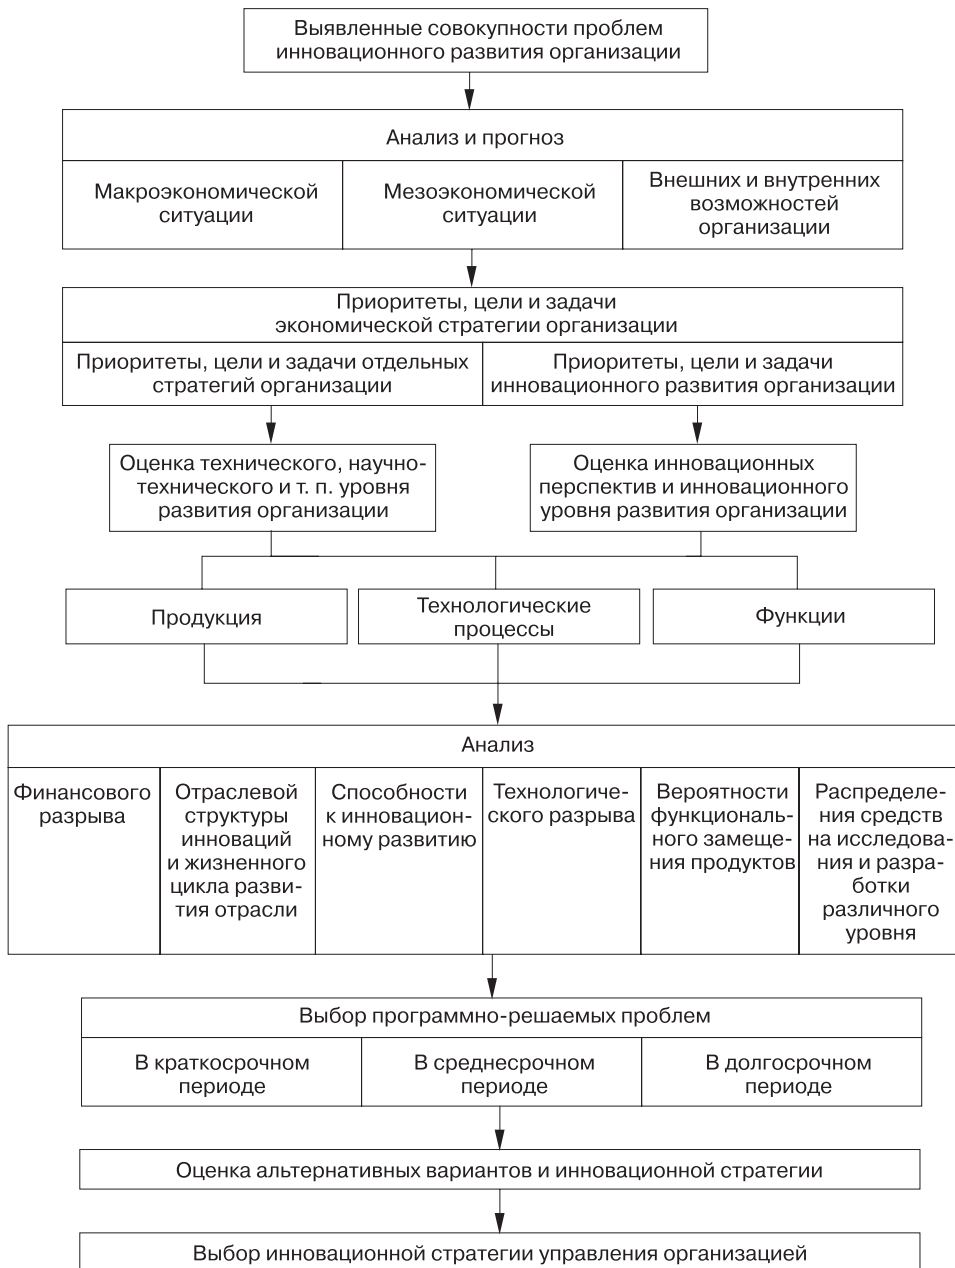 Выявленные совокупности проблем
инновационного развития организации
Анализ и прогноз
Макроэкономической
ситуации
Мезоэкономической
ситуации
Внешних и внутренних
возможностей
организации
Приоритеты, цели и задачи
экономической стратегии организации
Приоритеты, цели и задачи отдельных
стратегий организации
Приоритеты, цели и задачи
инновационного развития организации
Оценка технического, научно-
технического и т. п. уровня
развития организации
Оценка инновационных
перспектив и инновационного
уровня развития организации
Продукция
Технологические
процессы
Функции
Анализ
Финансового
разрыва
Отраслевой
структуры
инноваций
и жизненного
цикла разви-
тия отрасли
Способности
к инновацион-
ному развитию
Технологиче-
ского разрыва
Вероятности
функциональ-
ного замеще-
ния продуктов
Распределе-
ния средств
на исследова-
ния и разра-
ботки
различного
уровня
Выбор программно-решаемых проблем
В краткосрочном
периоде
В среднесрочном
периоде
В долгосрочном
периоде
Оценка альтернативных вариантов и инновационной стратегии
Выбор инновационной стратегии управления организацией